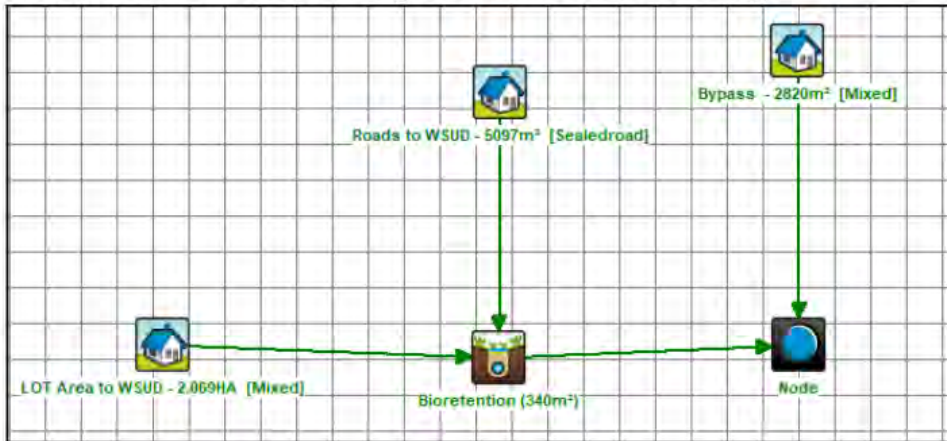 Bypass - 2820m² [Mixed]
Roads to WSUD - 5097m² [Sealedroad]
LOT Area to WSUD - 2.069HA [Mixed]
Bioretention (340m²)
Node